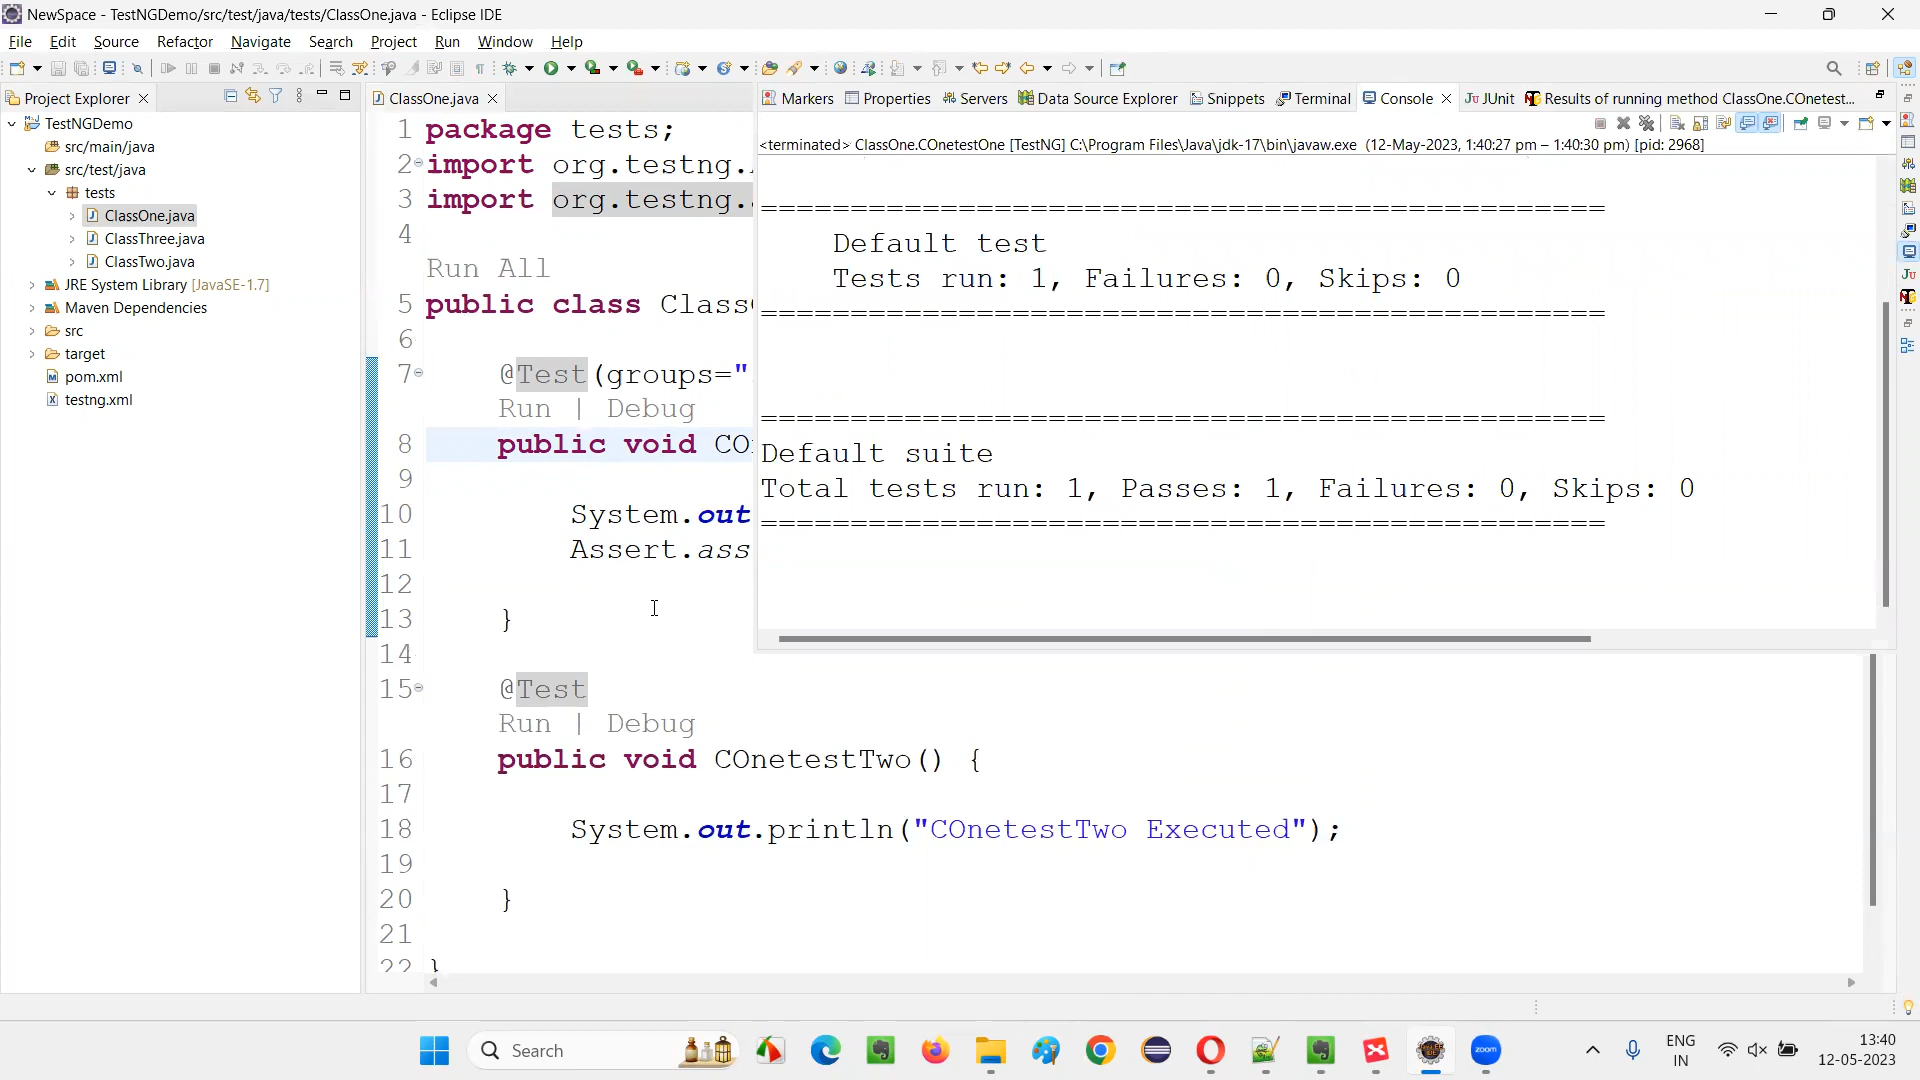 NewSpace - TestNGDemo/src/test/java/tests/ClassOne.java - Eclipse IDE
File Edit Source Refactor Navigate Search Project Run Window Help
Project Explorer
TestNGDemo
src/main/java
src/test/java
tests
ClassOne.java
ClassThree.java
ClassTwo.java
JRE System Library [JavaSE-1.7]
Maven Dependencies
src
target
pom.xml
testng.xml
ClassOne.java
1 package tests;
2 import org.testng.
3 import org.testng.
4
Run All
5 public class Class
6
7 @Test(groups="
Run | Debug
8 public void CO
9
10 System.out
11 Assert.ass
12
13 }
14
15 @Test
Run | Debug
16 public void COnetestTwo() {
17
18 System.out.println("COnetestTwo Executed");
19
20 }
21
22 }
Markers Properties Servers Data Source Explorer Snippets Terminal Console JUnit Results of running method ClassOne.COnetest...
<terminated> ClassOne.COnetestOne [TestNG] C:\Program Files\Java\jdk-17\bin\javaw.exe (12-May-2023, 1:40:27 pm – 1:40:30 pm) [pid: 2968]
===============================================
Default test
Tests run: 1, Failures: 0, Skips: 0
===============================================
===============================================
Default suite
Total tests run: 1, Passes: 1, Failures: 0, Skips: 0
===============================================
Search
zoom
ENG
IN
13:40
12-05-2023